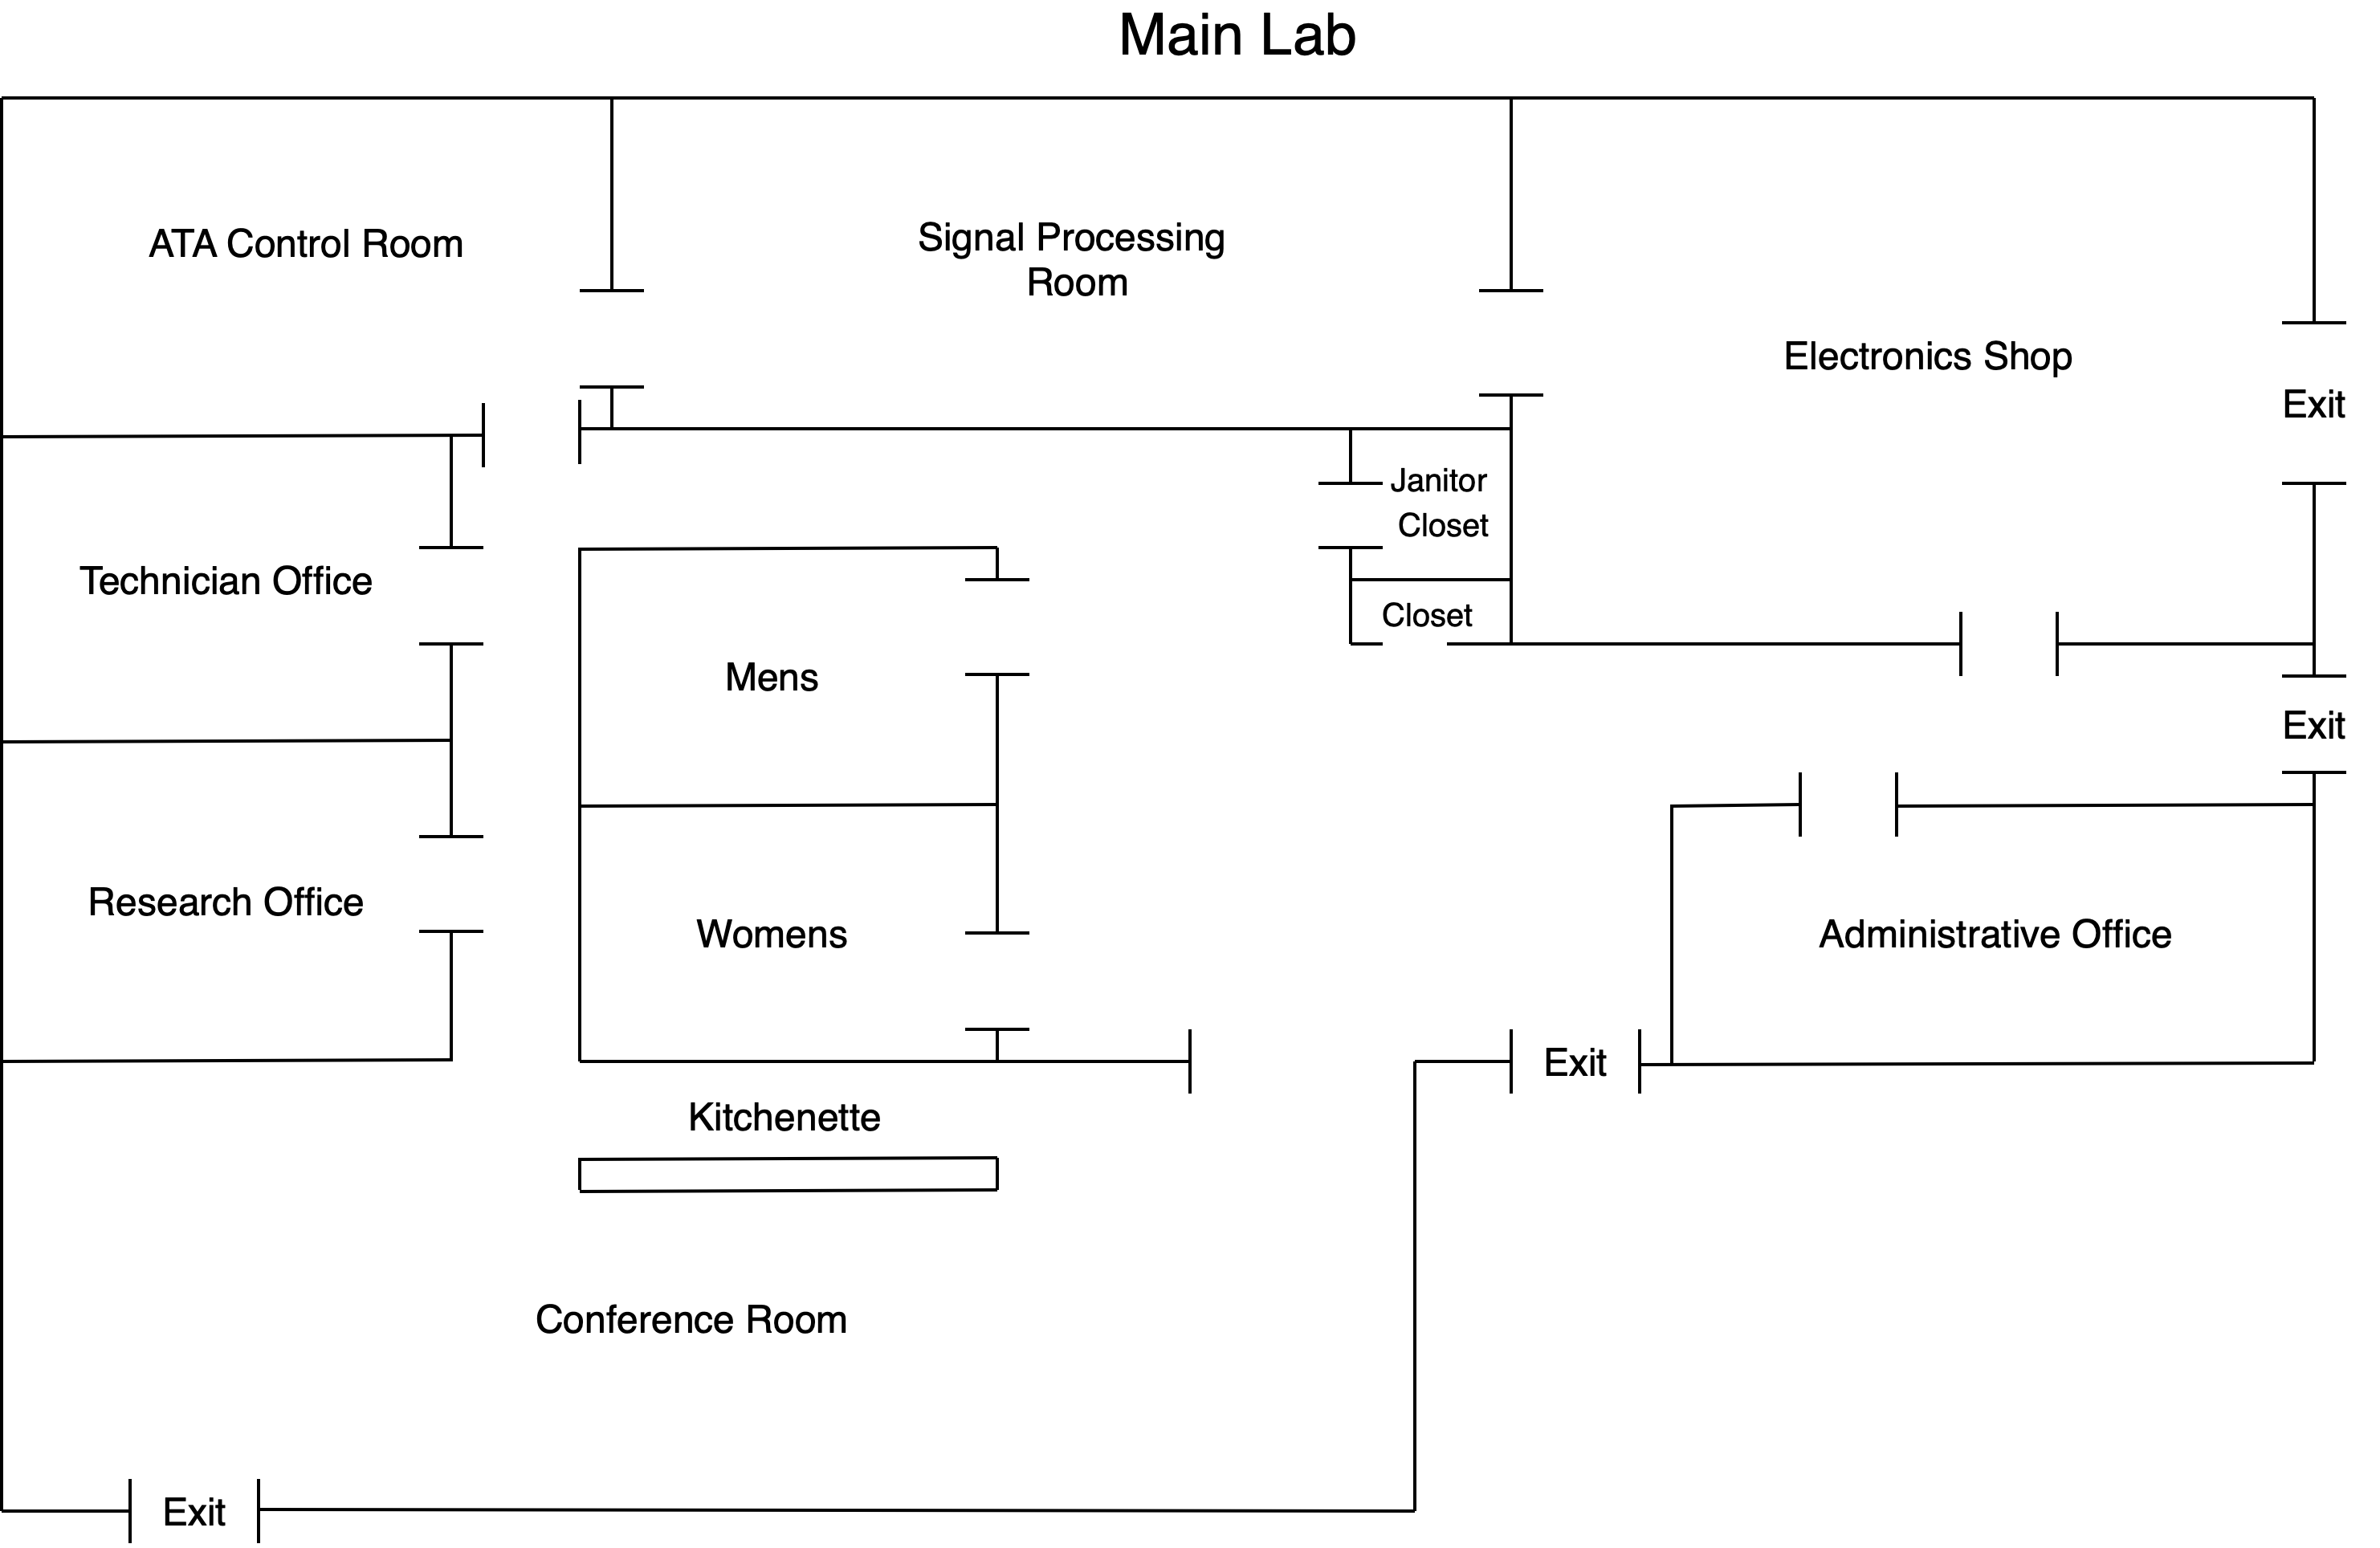 Main Lab
ATA Control Room
Signal Processing
Room
Electronics Shop
Exit
Janitor
Closet
Technician Office
Closet
Mens
Exit
Research Office
Womens
Administrative Office
Exit
Kitchenette
Conference Room
Exit